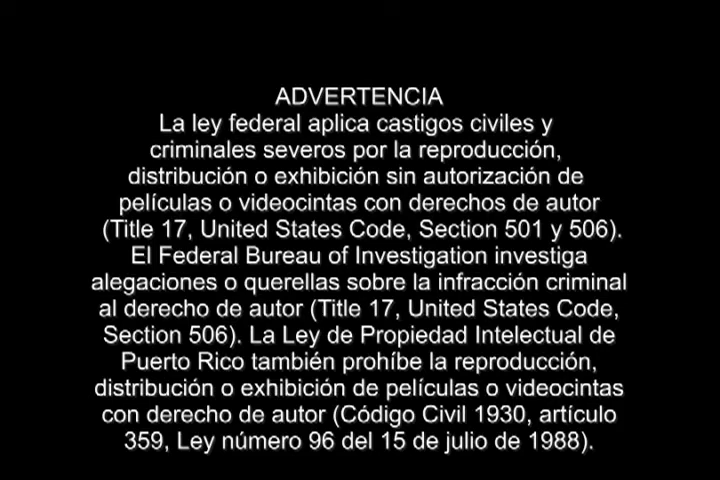 ADVERTENCIA
La ley federal aplica castigos civiles y
criminales severos por la reproducción,
distribución o exhibición sin autorización de
películas o videocintas con derechos de autor
(Title 17, United States Code, Section 501 y 506).
El Federal Bureau of Investigation investiga
alegaciones o querellas sobre la infracción criminal
al derecho de autor (Title 17, United States Code,
Section 506). La Ley de Propiedad Intelectual de
Puerto Rico también prohíbe la reproducción,
distribución o exhibición de películas o videocintas
con derecho de autor (Código Civil 1930, artículo
359, Ley número 96 del 15 de julio de 1988).